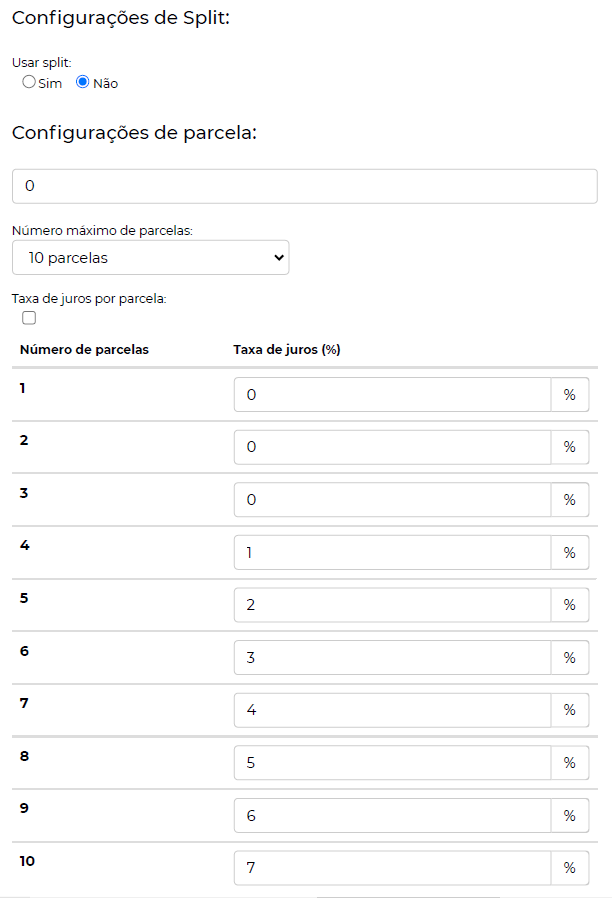 Configurações de Split:
Usar split:
Sim Não
Configurações de parcela:
0
Número máximo de parcelas:
10 parcelas
Taxa de juros por parcela:
Número de parcelas Taxa de juros (%)
1 0 %
2 0 %
3 0 %
4 1 %
5 2 %
6 3 %
7 4 %
8 5 %
9 6 %
10 7 %